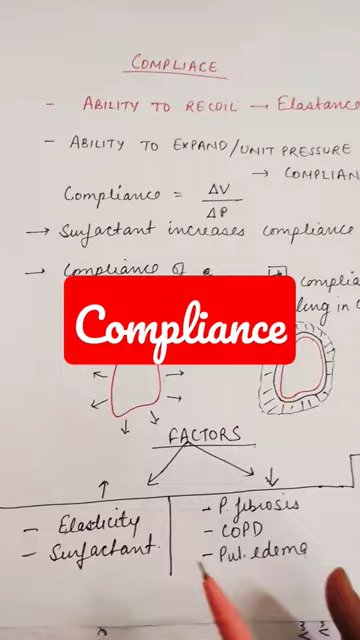 COMPLIACE
- ABILITY TO RECOIL → Elastance
- ABILITY TO EXPAND/UNIT PRESSURE
→ COMPLIAN
Compliance = ΔV
ΔP
→ Surfactant increases compliance
→ Compliance of a
↓ complia
ling in
Compliance
FACTORS
↑
- Elasticity
- Surfactant
↓
- P. fibrosis
- COPD
- Pul. edema